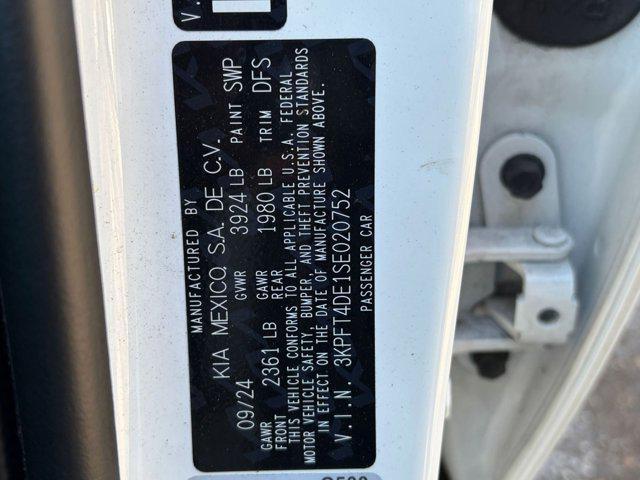 MANUFACTURED BY
KIA MEXICO, S.A. DE C.V.
09/24 GVWR 3924 LB PAINT SWP
GAWR FRONT 2361 LB GAWR REAR 1980 LB TRIM DFS
THIS VEHICLE CONFORMS TO ALL APPLICABLE U.S.A. FEDERAL
MOTOR VEHICLE SAFETY, BUMPER, AND THEFT PREVENTION STANDARDS
IN EFFECT ON THE DATE OF MANUFACTURE SHOWN ABOVE.
V.I.N. 3KPFT4DE1SE020752
PASSENGER CAR